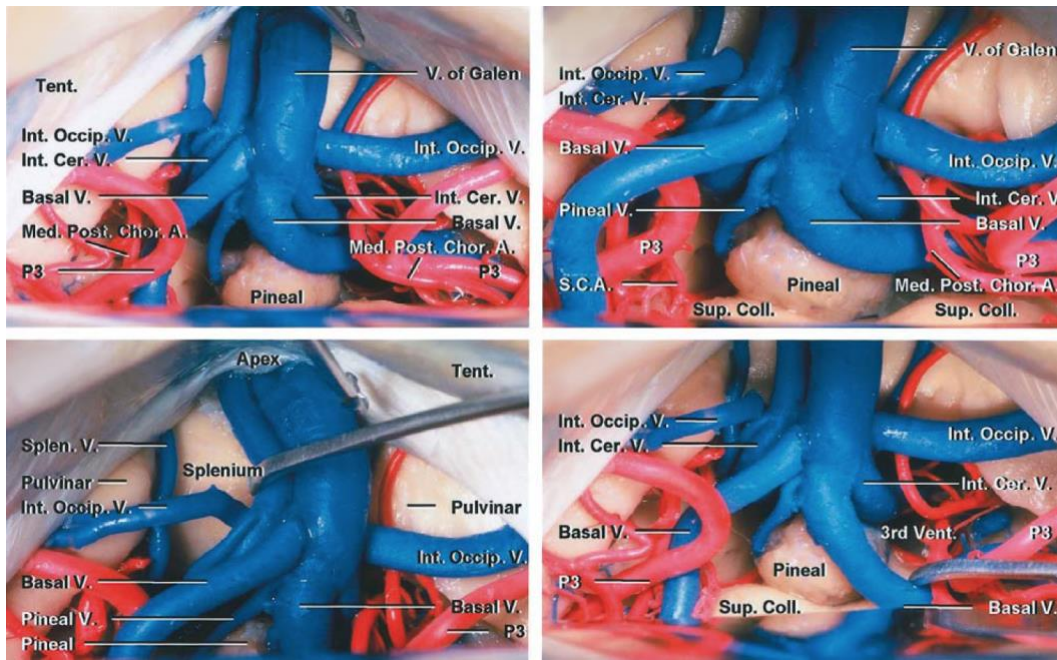 Tent.
V. of Galen
Int. Occip. V.
Int. Cer. V.
Int. Occip. V.
Basal V.
Int. Cer. V.
Med. Post. Chor. A.
Basal V.
P3
Med. Post. Chor. A.
P3
Pineal
V. of Galen
Int. Occip. V.
Int. Cer. V.
Basal V.
Int. Occip. V.
Pineal V.
Int. Cer. V.
Basal V.
P3
P3
S.C.A.
Pineal
Med. Post. Chor. A.
Sup. Coll.
Sup. Coll.
Apex
Tent.
Splen. V.
Splenium
Pulvinar
Pulvinar
Int. Occip. V.
Int. Occip. V.
Basal V.
Basal V.
Pineal V.
P3
Pineal
Int. Occip. V.
Int. Cer. V.
Int. Occip. V.
Int. Cer. V.
Basal V.
3rd Vent.
P3
P3
Pineal
Sup. Coll.
Basal V.